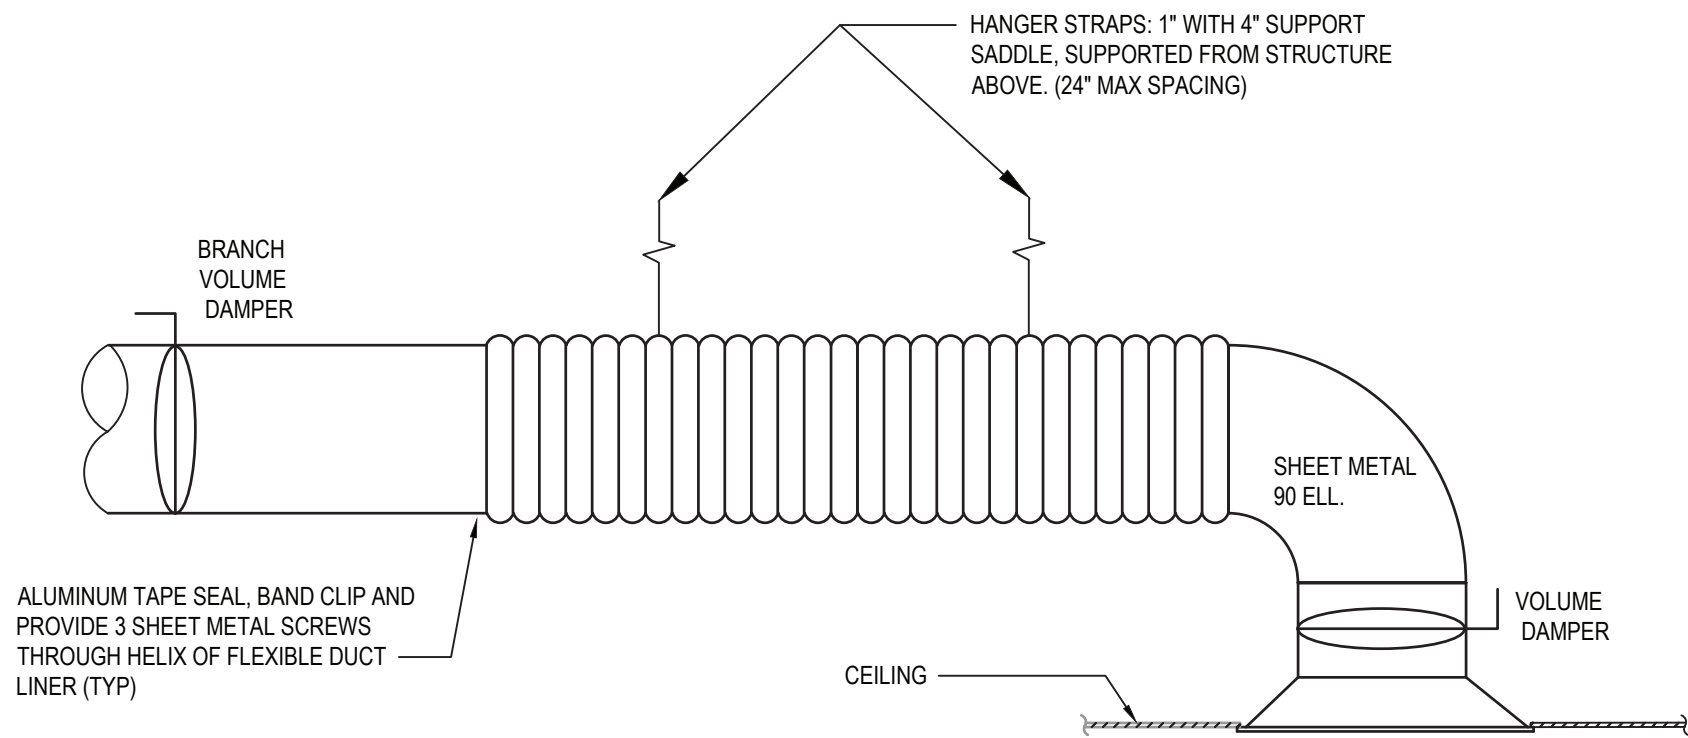 HANGER STRAPS: 1" WITH 4" SUPPORT
SADDLE, SUPPORTED FROM STRUCTURE
ABOVE. (24" MAX SPACING)
BRANCH
VOLUME
DAMPER
SHEET METAL
90 ELL.
ALUMINUM TAPE SEAL, BAND CLIP AND
PROVIDE 3 SHEET METAL SCREWS
THROUGH HELIX OF FLEXIBLE DUCT
LINER (TYP)
VOLUME
DAMPER
CEILING